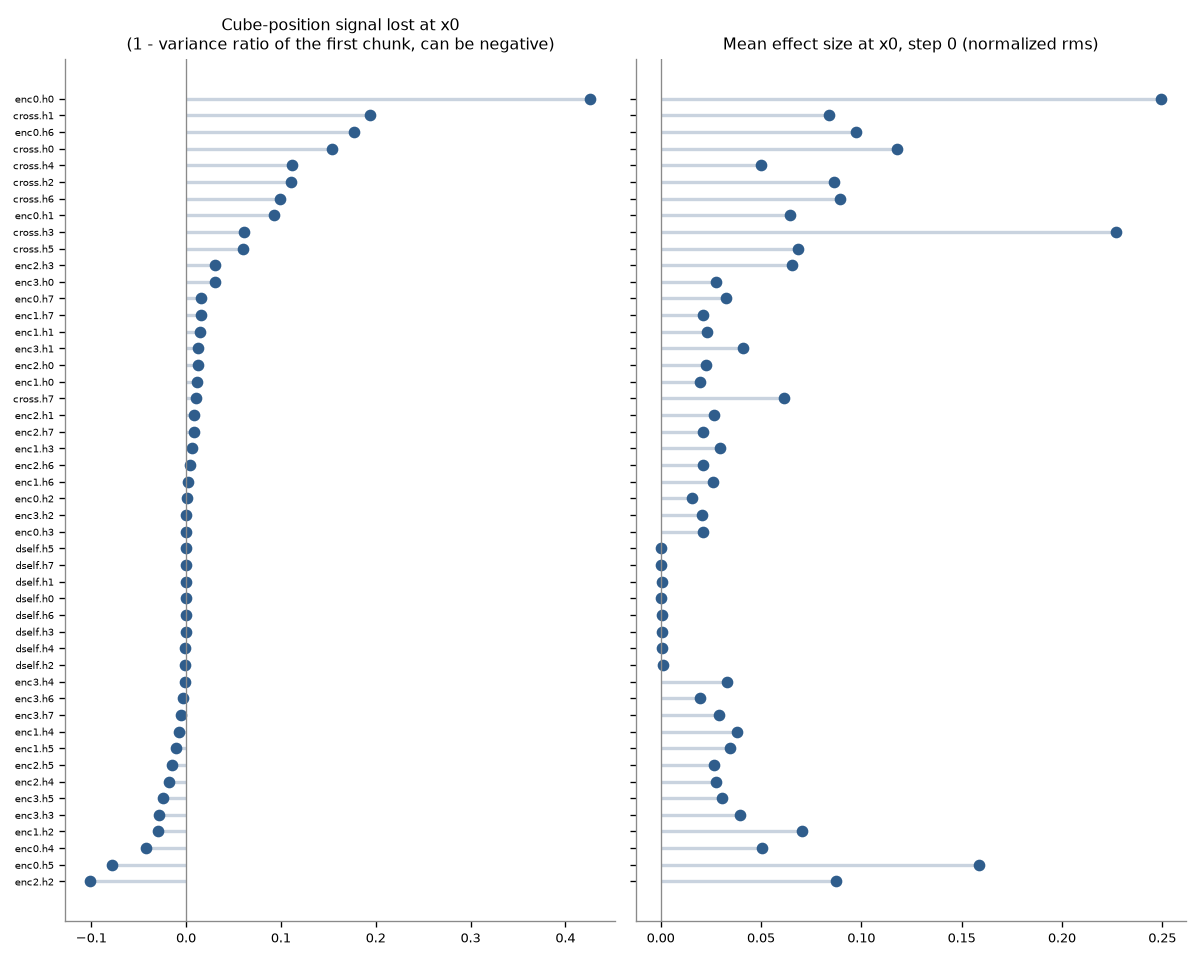 Cube-position signal lost at x0
(1 - variance ratio of the first chunk, can be negative)
Mean effect size at x0, step 0 (normalized rms)
enc0.h0
cross.h1
enc0.h6
cross.h0
cross.h4
cross.h2
cross.h6
enc0.h1
cross.h3
cross.h5
enc2.h3
enc3.h0
enc0.h7
enc1.h7
enc1.h1
enc3.h1
enc2.h0
enc1.h0
cross.h7
enc2.h1
enc2.h7
enc1.h3
enc2.h6
enc1.h6
enc0.h2
enc3.h2
enc0.h3
dself.h5
dself.h7
dself.h1
dself.h0
dself.h6
dself.h3
dself.h4
dself.h2
enc3.h4
enc3.h6
enc3.h7
enc1.h4
enc1.h5
enc2.h5
enc2.h4
enc3.h5
enc3.h3
enc1.h2
enc0.h4
enc0.h5
enc2.h2
−0.1 0.0 0.1 0.2 0.3 0.4
0.00 0.05 0.10 0.15 0.20 0.25